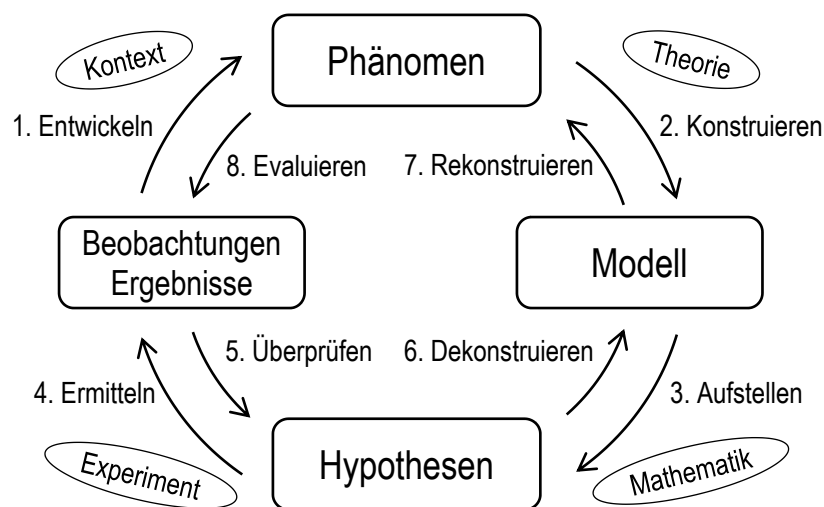 Kontext
Phänomen
Theorie
1. Entwickeln
2. Konstruieren
8. Evaluieren
7. Rekonstruieren
Beobachtungen
Ergebnisse
Modell
5. Überprüfen
6. Dekonstruieren
4. Ermitteln
3. Aufstellen
Experiment
Hypothesen
Mathematik